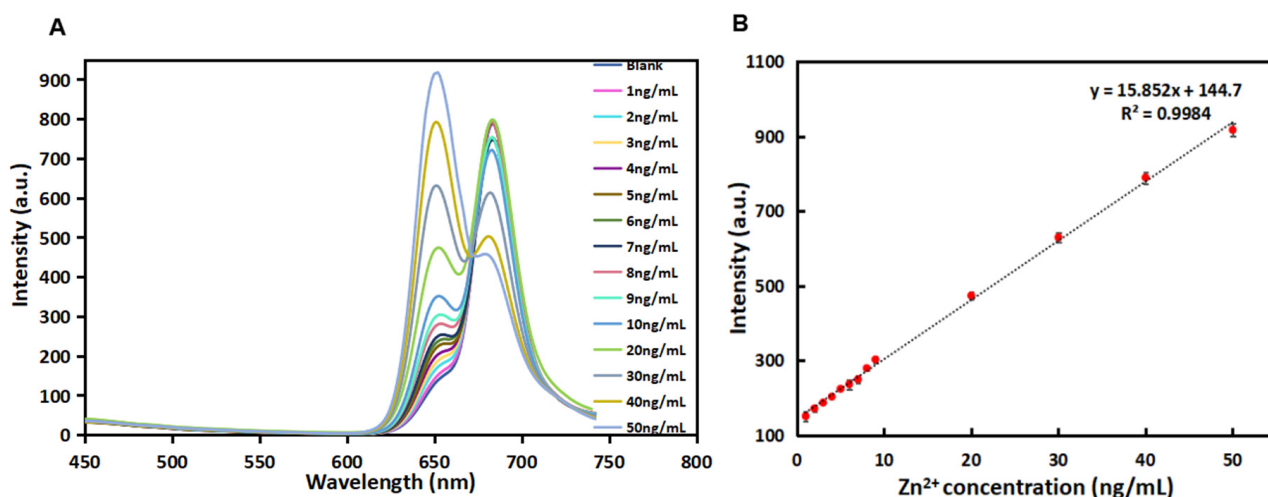 A
Intensity (a.u.)
900
800
700
600
500
400
300
200
100
0
450
500
550
600
650
700
750
800
Wavelength (nm)
Blank
1ng/mL
2ng/mL
3ng/mL
4ng/mL
5ng/mL
6ng/mL
7ng/mL
8ng/mL
9ng/mL
10ng/mL
20ng/mL
30ng/mL
40ng/mL
50ng/mL
B
Intensity (a.u.)
1100
900
700
500
300
100
y = 15.852x + 144.7
R² = 0.9984
0
10
20
30
40
50
Zn²⁺ concentration (ng/mL)